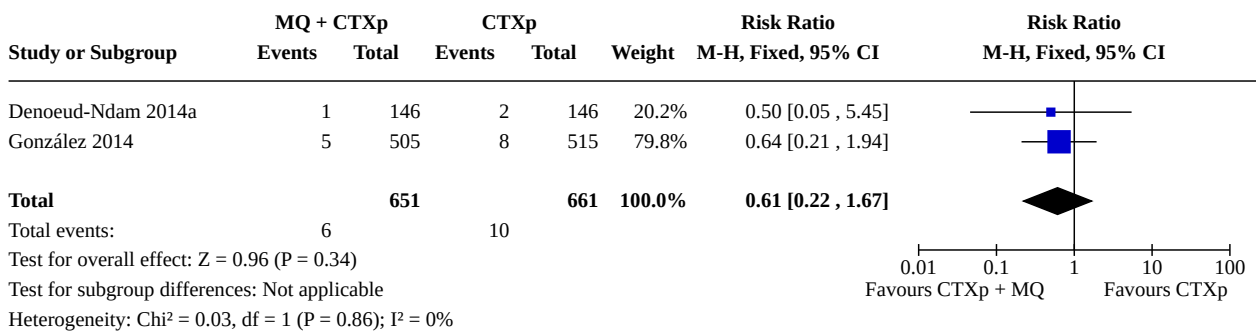 MQ + CTXp CTXp Risk Ratio Risk Ratio
Study or Subgroup Events Total Events Total Weight M-H, Fixed, 95% CI M-H, Fixed, 95% CI
Denoeud-Ndam 2014a 1 146 2 146 20.2% 0.50 [0.05 , 5.45]
González 2014 5 505 8 515 79.8% 0.64 [0.21 , 1.94]
Total 651 661 100.0% 0.61 [0.22 , 1.67]
Total events: 6 10
Test for overall effect: Z = 0.96 (P = 0.34)
Test for subgroup differences: Not applicable
Heterogeneity: Chi² = 0.03, df = 1 (P = 0.86); I² = 0%
0.01 0.1 1 10 100
Favours CTXp + MQ Favours CTXp